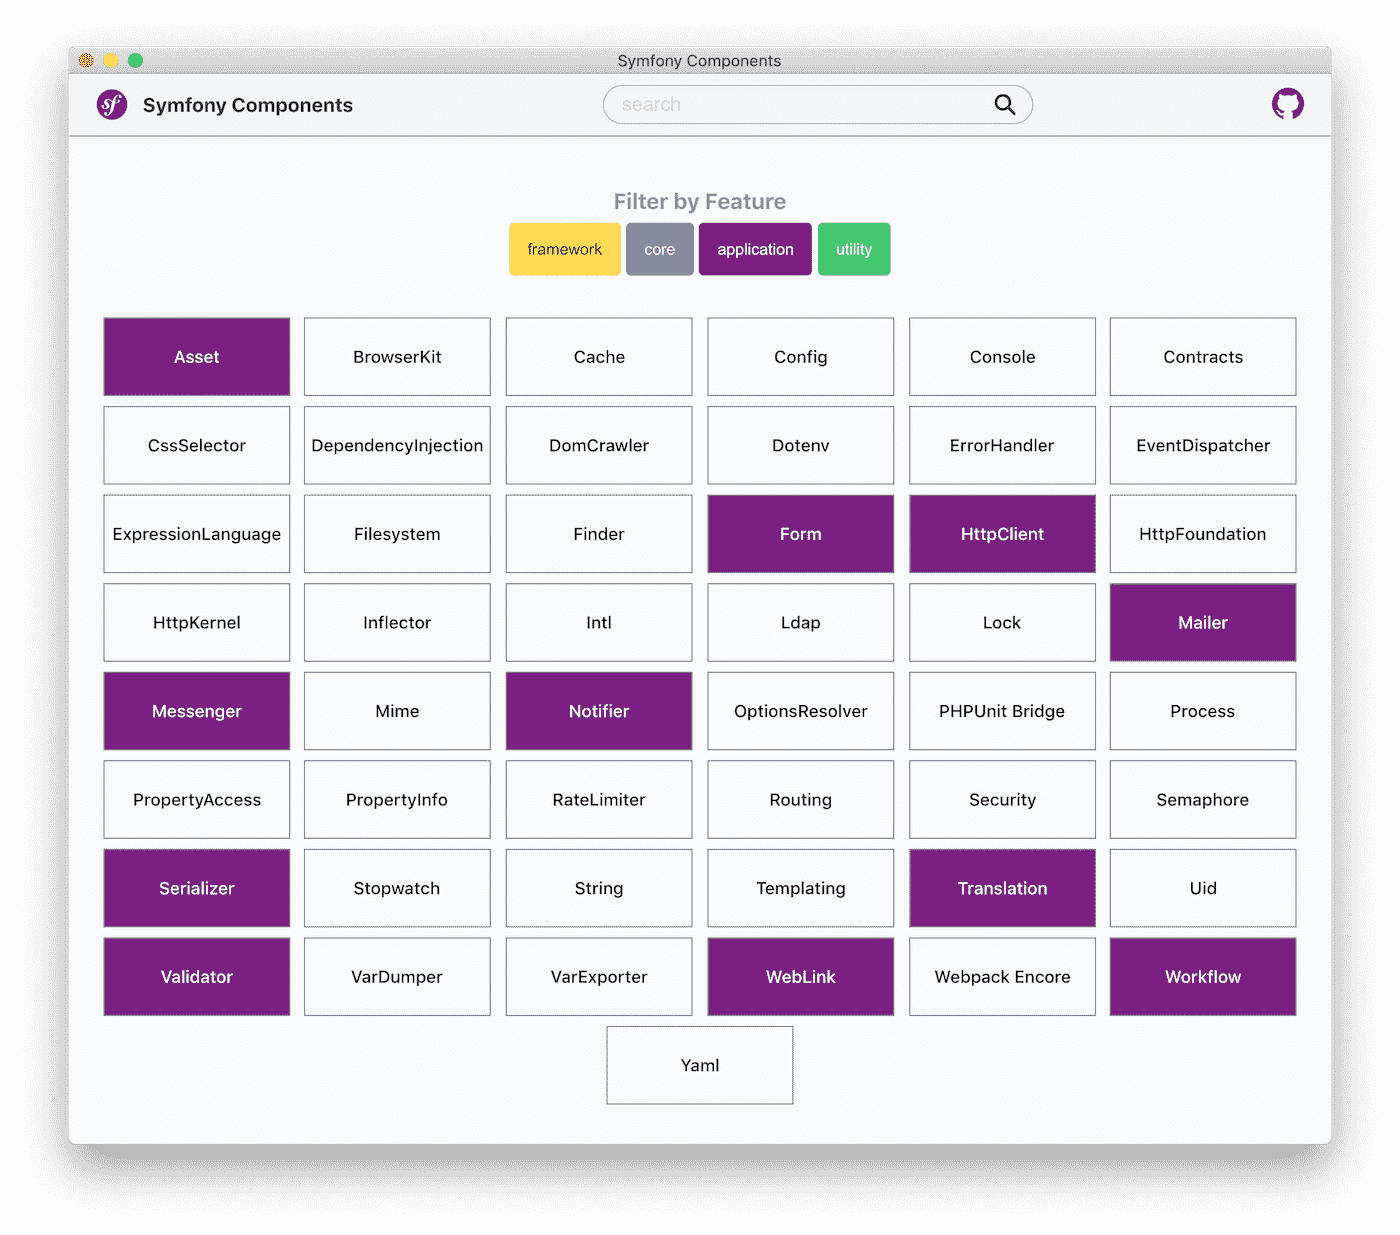 Symfony Components
sf Symfony Components search
Filter by Feature
framework core application utility
Asset BrowserKit Cache Config Console Contracts
CssSelector DependencyInjection DomCrawler Dotenv ErrorHandler EventDispatcher
ExpressionLanguage Filesystem Finder Form HttpClient HttpFoundation
HttpKernel Inflector Intl Ldap Lock Mailer
Messenger Mime Notifier OptionsResolver PHPUnit Bridge Process
PropertyAccess PropertyInfo RateLimiter Routing Security Semaphore
Serializer Stopwatch String Templating Translation Uid
Validator VarDumper VarExporter WebLink Webpack Encore Workflow
Yaml